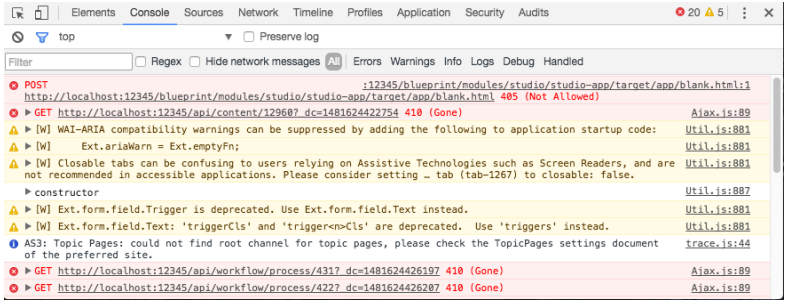 Elements Console Sources Network Timeline Profiles Application Security Audits 20 5
top Preserve log
Filter Regex Hide network messages All Errors Warnings Info Logs Debug Handled
POST :12345/blueprint/modules/studio/studio-app/target/app/blank.html:1
http://localhost:12345/blueprint/modules/studio/studio-app/target/app/blank.html 405 (Not Allowed)
GET http://localhost:12345/api/content/12960?_dc=1481624422754 410 (Gone) Ajax.js:89
[W] WAI-ARIA compatibility warnings can be suppressed by adding the following to application startup code: Util.js:881
[W] Ext.ariaWarn = Ext.emptyFn; Util.js:881
[W] Closable tabs can be confusing to users relying on Assistive Technologies such as Screen Readers, and are Util.js:881
not recommended in accessible applications. Please consider setting … tab (tab-1267) to closable: false.
constructor Util.js:887
[W] Ext.form.field.Trigger is deprecated. Use Ext.form.field.Text instead. Util.js:881
[W] Ext.form.field.Text: 'triggerCls' and 'trigger<n>Cls' are deprecated. Use 'triggers' instead. Util.js:881
AS3: Topic Pages: could not find root channel for topic pages, please check the TopicPages settings document trace.js:44
of the preferred site.
GET http://localhost:12345/api/workflow/process/431?_dc=1481624426197 410 (Gone) Ajax.js:89
GET http://localhost:12345/api/workflow/process/422?_dc=1481624426207 410 (Gone) Ajax.js:89